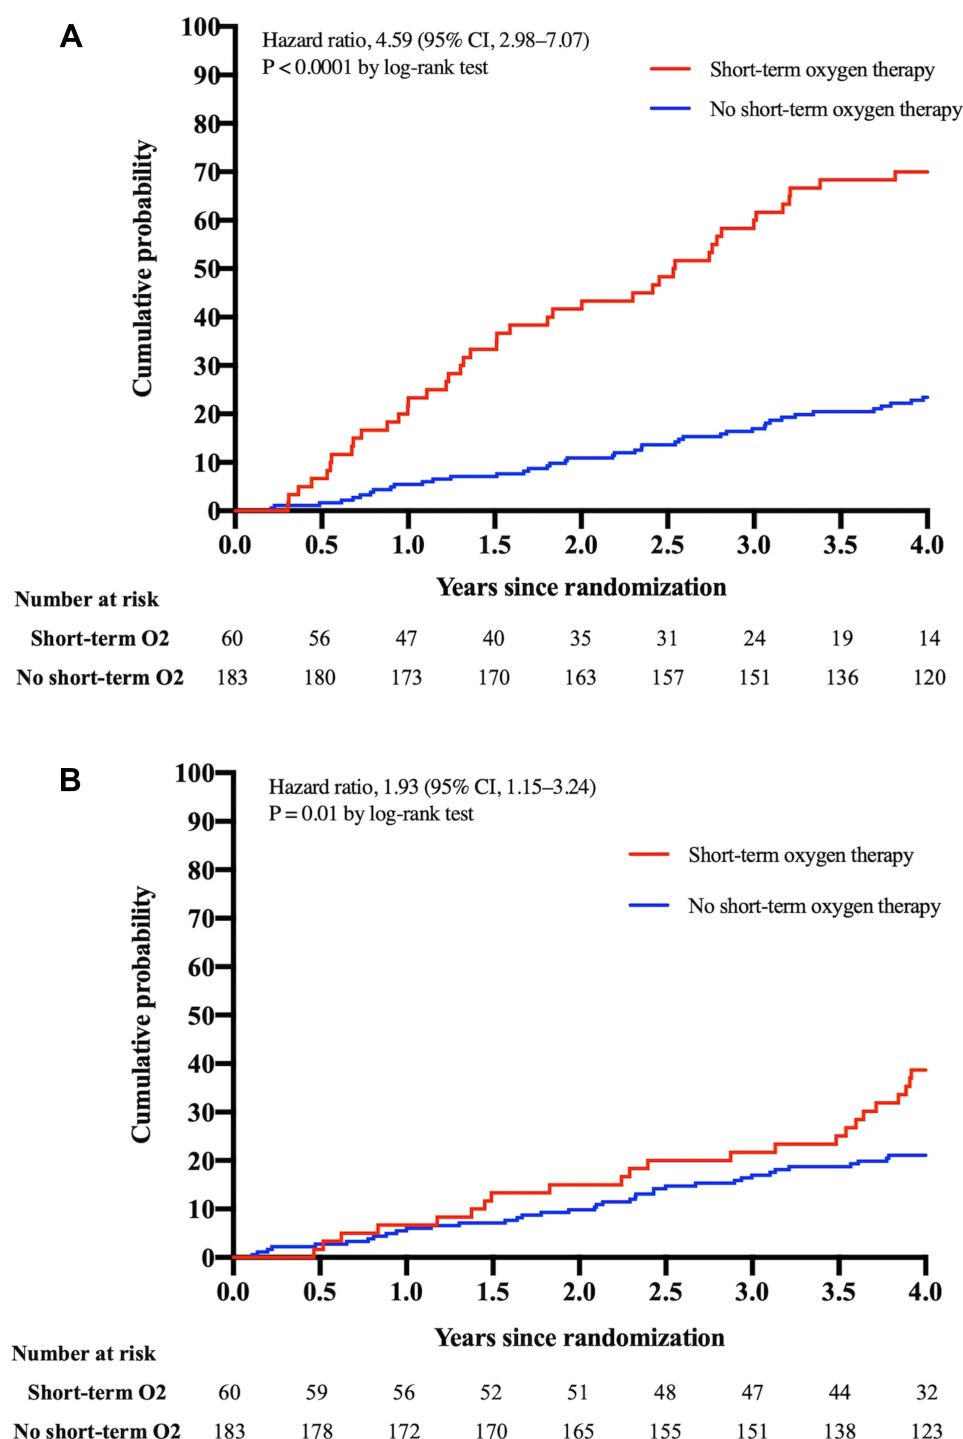 A
Hazard ratio, 4.59 (95% CI, 2.98–7.07)
P < 0.0001 by log-rank test
Short-term oxygen therapy
No short-term oxygen therapy
Cumulative probability
100
90
80
70
60
50
40
30
20
10
0
0.0 0.5 1.0 1.5 2.0 2.5 3.0 3.5 4.0
Years since randomization
Number at risk
Short-term O2 60 56 47 40 35 31 24 19 14
No short-term O2 183 180 173 170 163 157 151 136 120
B
Hazard ratio, 1.93 (95% CI, 1.15–3.24)
P = 0.01 by log-rank test
Short-term oxygen therapy
No short-term oxygen therapy
Cumulative probability
100
90
80
70
60
50
40
30
20
10
0
0.0 0.5 1.0 1.5 2.0 2.5 3.0 3.5 4.0
Years since randomization
Number at risk
Short-term O2 60 59 56 52 51 48 47 44 32
No short-term O2 183 178 172 170 165 155 151 138 123